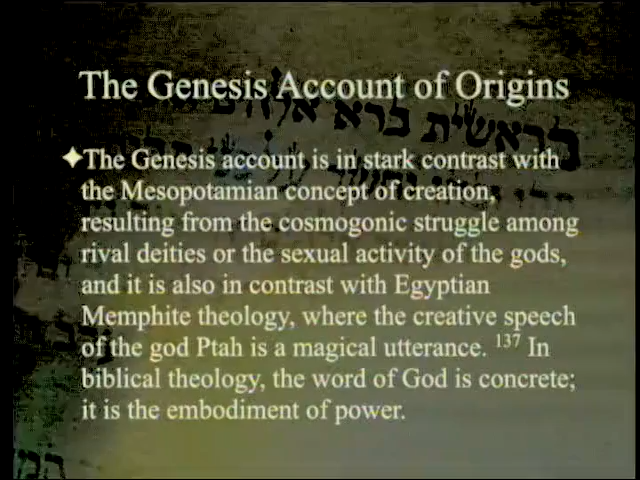 The Genesis Account of Origins
בראשית ברא אלהים
✦The Genesis account is in stark contrast with
the Mesopotamian concept of creation,
resulting from the cosmogonic struggle among
rival deities or the sexual activity of the gods,
and it is also in contrast with Egyptian
Memphite theology, where the creative speech
of the god Ptah is a magical utterance. 137 In
biblical theology, the word of God is concrete;
it is the embodiment of power.